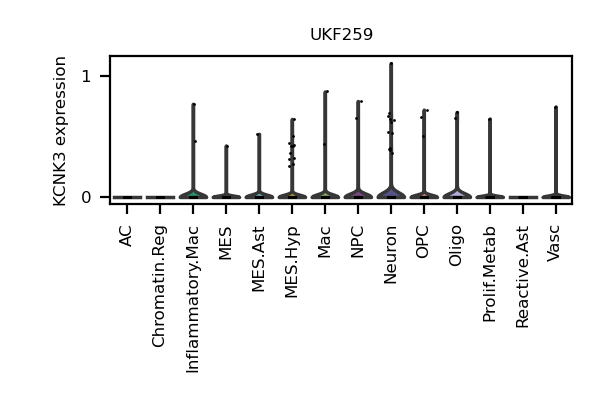 UKF259
KCNK3 expression
1
0
AC
Chromatin.Reg
Inflammatory.Mac
MES
MES.Ast
MES.Hyp
Mac
NPC
Neuron
OPC
Oligo
Prolif.Metab
Reactive.Ast
Vasc